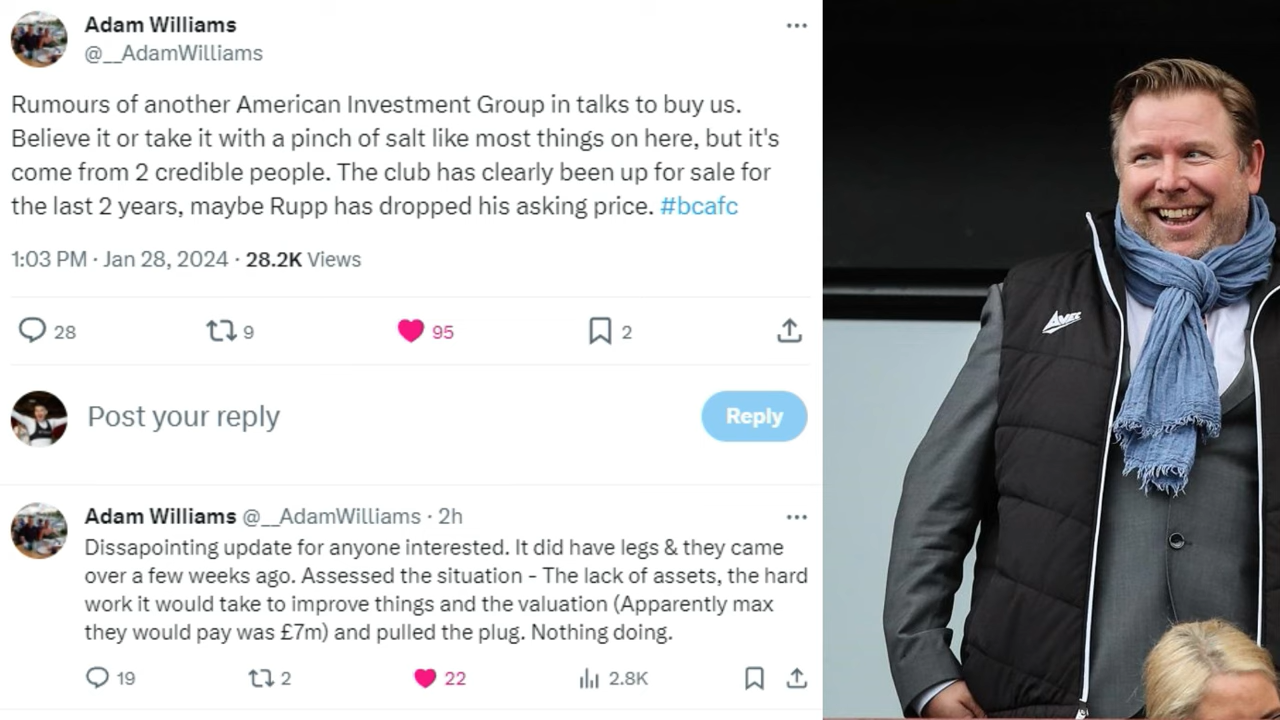 Adam Williams
@__AdamWilliams
Rumours of another American Investment Group in talks to buy us.
Believe it or take it with a pinch of salt like most things on here, but it's
come from 2 credible people. The club has clearly been up for sale for
the last 2 years, maybe Rupp has dropped his asking price. #bcafc
1:03 PM · Jan 28, 2024 · 28.2K Views
28 9 95 2
Post your reply Reply
Adam Williams @__AdamWilliams · 2h
Dissapointing update for anyone interested. It did have legs & they came
over a few weeks ago. Assessed the situation - The lack of assets, the hard
work it would take to improve things and the valuation (Apparently max
they would pay was £7m) and pulled the plug. Nothing doing.
19 2 22 2.8K
Avec